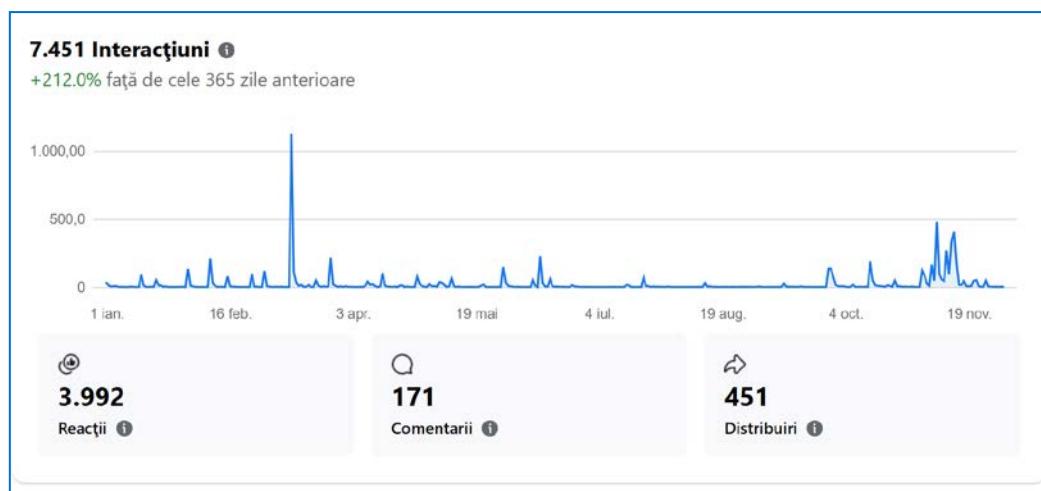 7.451 Interacţiuni
+212.0% faţă de cele 365 zile anterioare
1.000,00
500,0
0
1 ian. 16 feb. 3 apr. 19 mai 4 iul. 19 aug. 4 oct. 19 nov.
3.992 171 451
Reacţii Comentarii Distribuiri